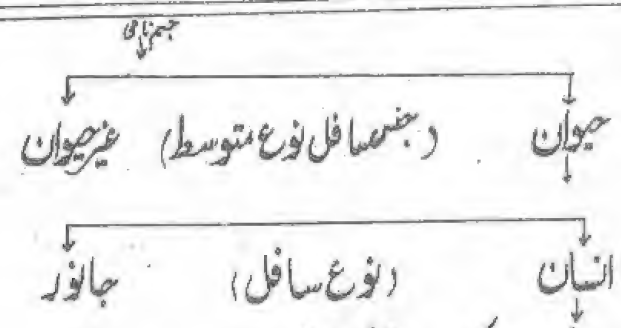 جسم نامی
حیوان (جنس سافل نوع متوسط) غیر حیوان
انسان (نوع سافل) جانور